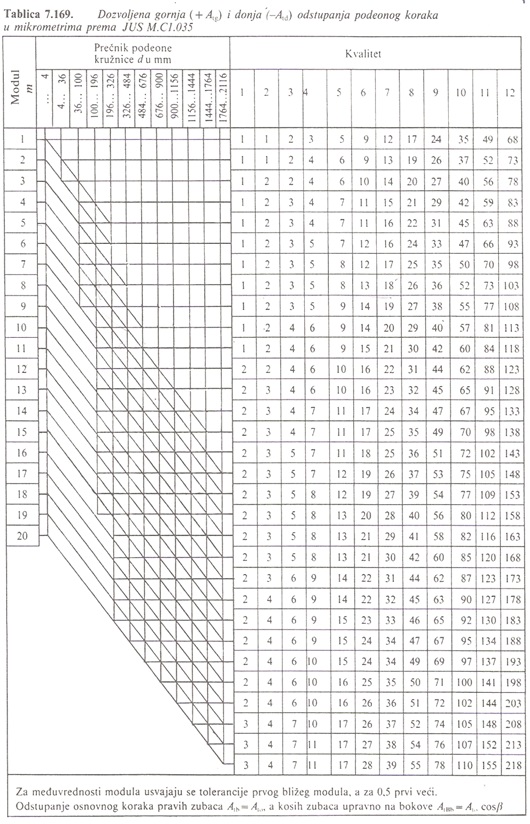 Tablica 7.169. Dozvoljena gornja (+A
) i donja (−A
) odstupanja podeonog koraka
u mikrometrima prema JUS M.C1.035
Modul m
Prečnik podeone
kružnice d u mm
Kvalitet
... 4
4... 36
36... 100
100... 196
196... 326
326... 484
484... 676
676... 900
900...1156
1156...1444
1444...1764
1764...2116
1 2 3 4 5 6 7 8 9 10 11 12
1 1 1 2 3 5 9 12 17 24 35 49 68
2 1 1 2 4 6 9 13 19 26 37 52 73
3 1 2 2 4 6 10 14 20 27 40 56 78
4 1 2 3 4 7 11 15 21 29 42 59 83
5 1 2 3 4 7 11 16 22 31 45 63 88
6 1 2 3 5 7 12 16 24 33 47 66 93
7 1 2 3 5 8 12 17 25 35 50 70 98
8 1 2 3 5 8 13 18 26 36 52 73 103
9 1 2 3 5 9 14 19 27 38 55 77 108
10 1 2 4 6 9 14 20 29 40 57 81 113
11 1 2 4 6 9 15 21 30 42 60 84 118
12 2 2 4 6 10 16 22 31 44 62 88 123
13 2 3 4 6 10 16 23 32 45 65 91 128
14 2 3 4 7 11 17 24 34 47 67 95 133
15 2 3 4 7 11 17 25 35 49 70 98 138
16 2 3 5 7 11 18 25 36 51 72 102 143
17 2 3 5 7 12 19 26 37 53 75 105 148
18 2 3 5 8 12 19 27 39 54 77 109 153
19 2 3 5 8 13 20 28 40 56 80 112 158
20 2 3 5 8 13 21 29 41 58 82 116 163
2 3 5 8 13 21 30 42 60 85 120 168
2 3 6 9 14 22 31 44 62 87 123 173
2 4 6 9 14 22 32 45 63 90 127 178
2 4 6 9 15 23 33 46 65 92 130 183
2 4 6 9 15 24 34 47 67 95 134 188
2 4 6 10 15 24 34 49 69 97 137 193
2 4 6 10 16 25 35 50 71 100 141 198
2 4 6 10 16 26 36 51 72 102 144 203
3 4 7 10 17 26 37 52 74 105 148 208
3 4 7 11 17 27 38 54 76 107 152 213
3 4 7 11 17 28 39 55 78 110 155 218
Za međuvrednosti modula usvajaju se tolerancije prvog bližeg modula, a za 0,5 prvi veći.
Odstupanje osnovnog koraka pravih zubaca A = A, a kosih zubaca upravno na bokove A = A cosβ